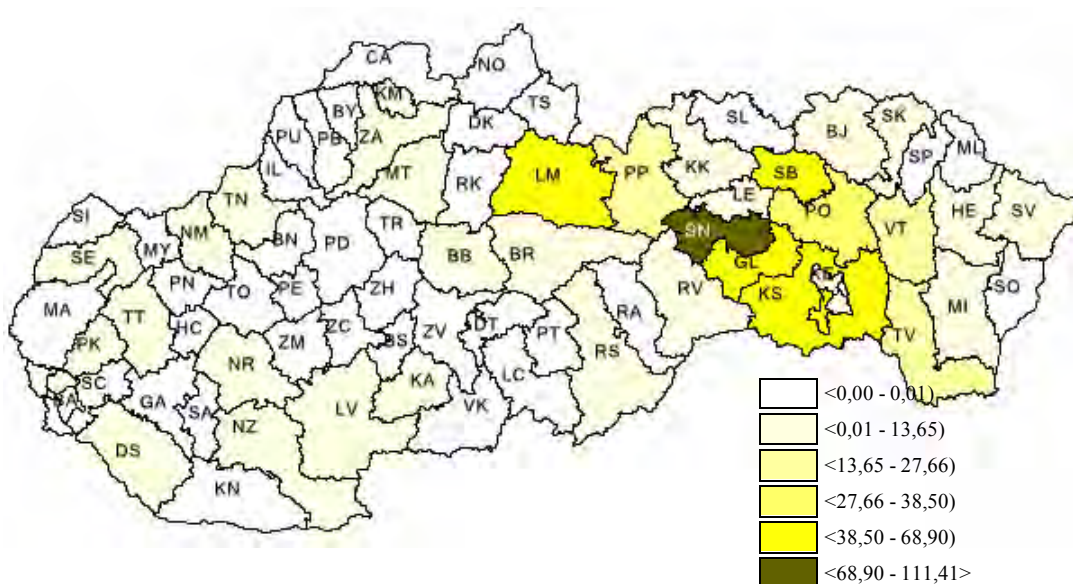 CA
NO
KM
BY
TS
PU
PB
ZA
DK
SL
BJ
SK
SP
ML
IL
MT
RK
LM
PP
KK
LE
SB
TN
SI
NM
MY
BN
PD
TR
BB
BR
SN
PO
VT
HE
SV
SE
GL
KE
MA
PN
TO
PE
ZH
RV
KS
MI
SO
TT
HC
ZM
ZC
BS
ZV
DT
PT
RA
TV
PK
NR
RS
SC
BA
GA
SA
KA
LC
LV
VK
NZ
DS
KN
<0,00 - 0,01)
<0,01 - 13,65)
<13,65 - 27,66)
<27,66 - 38,50)
<38,50 - 68,90)
<68,90 - 111,41>